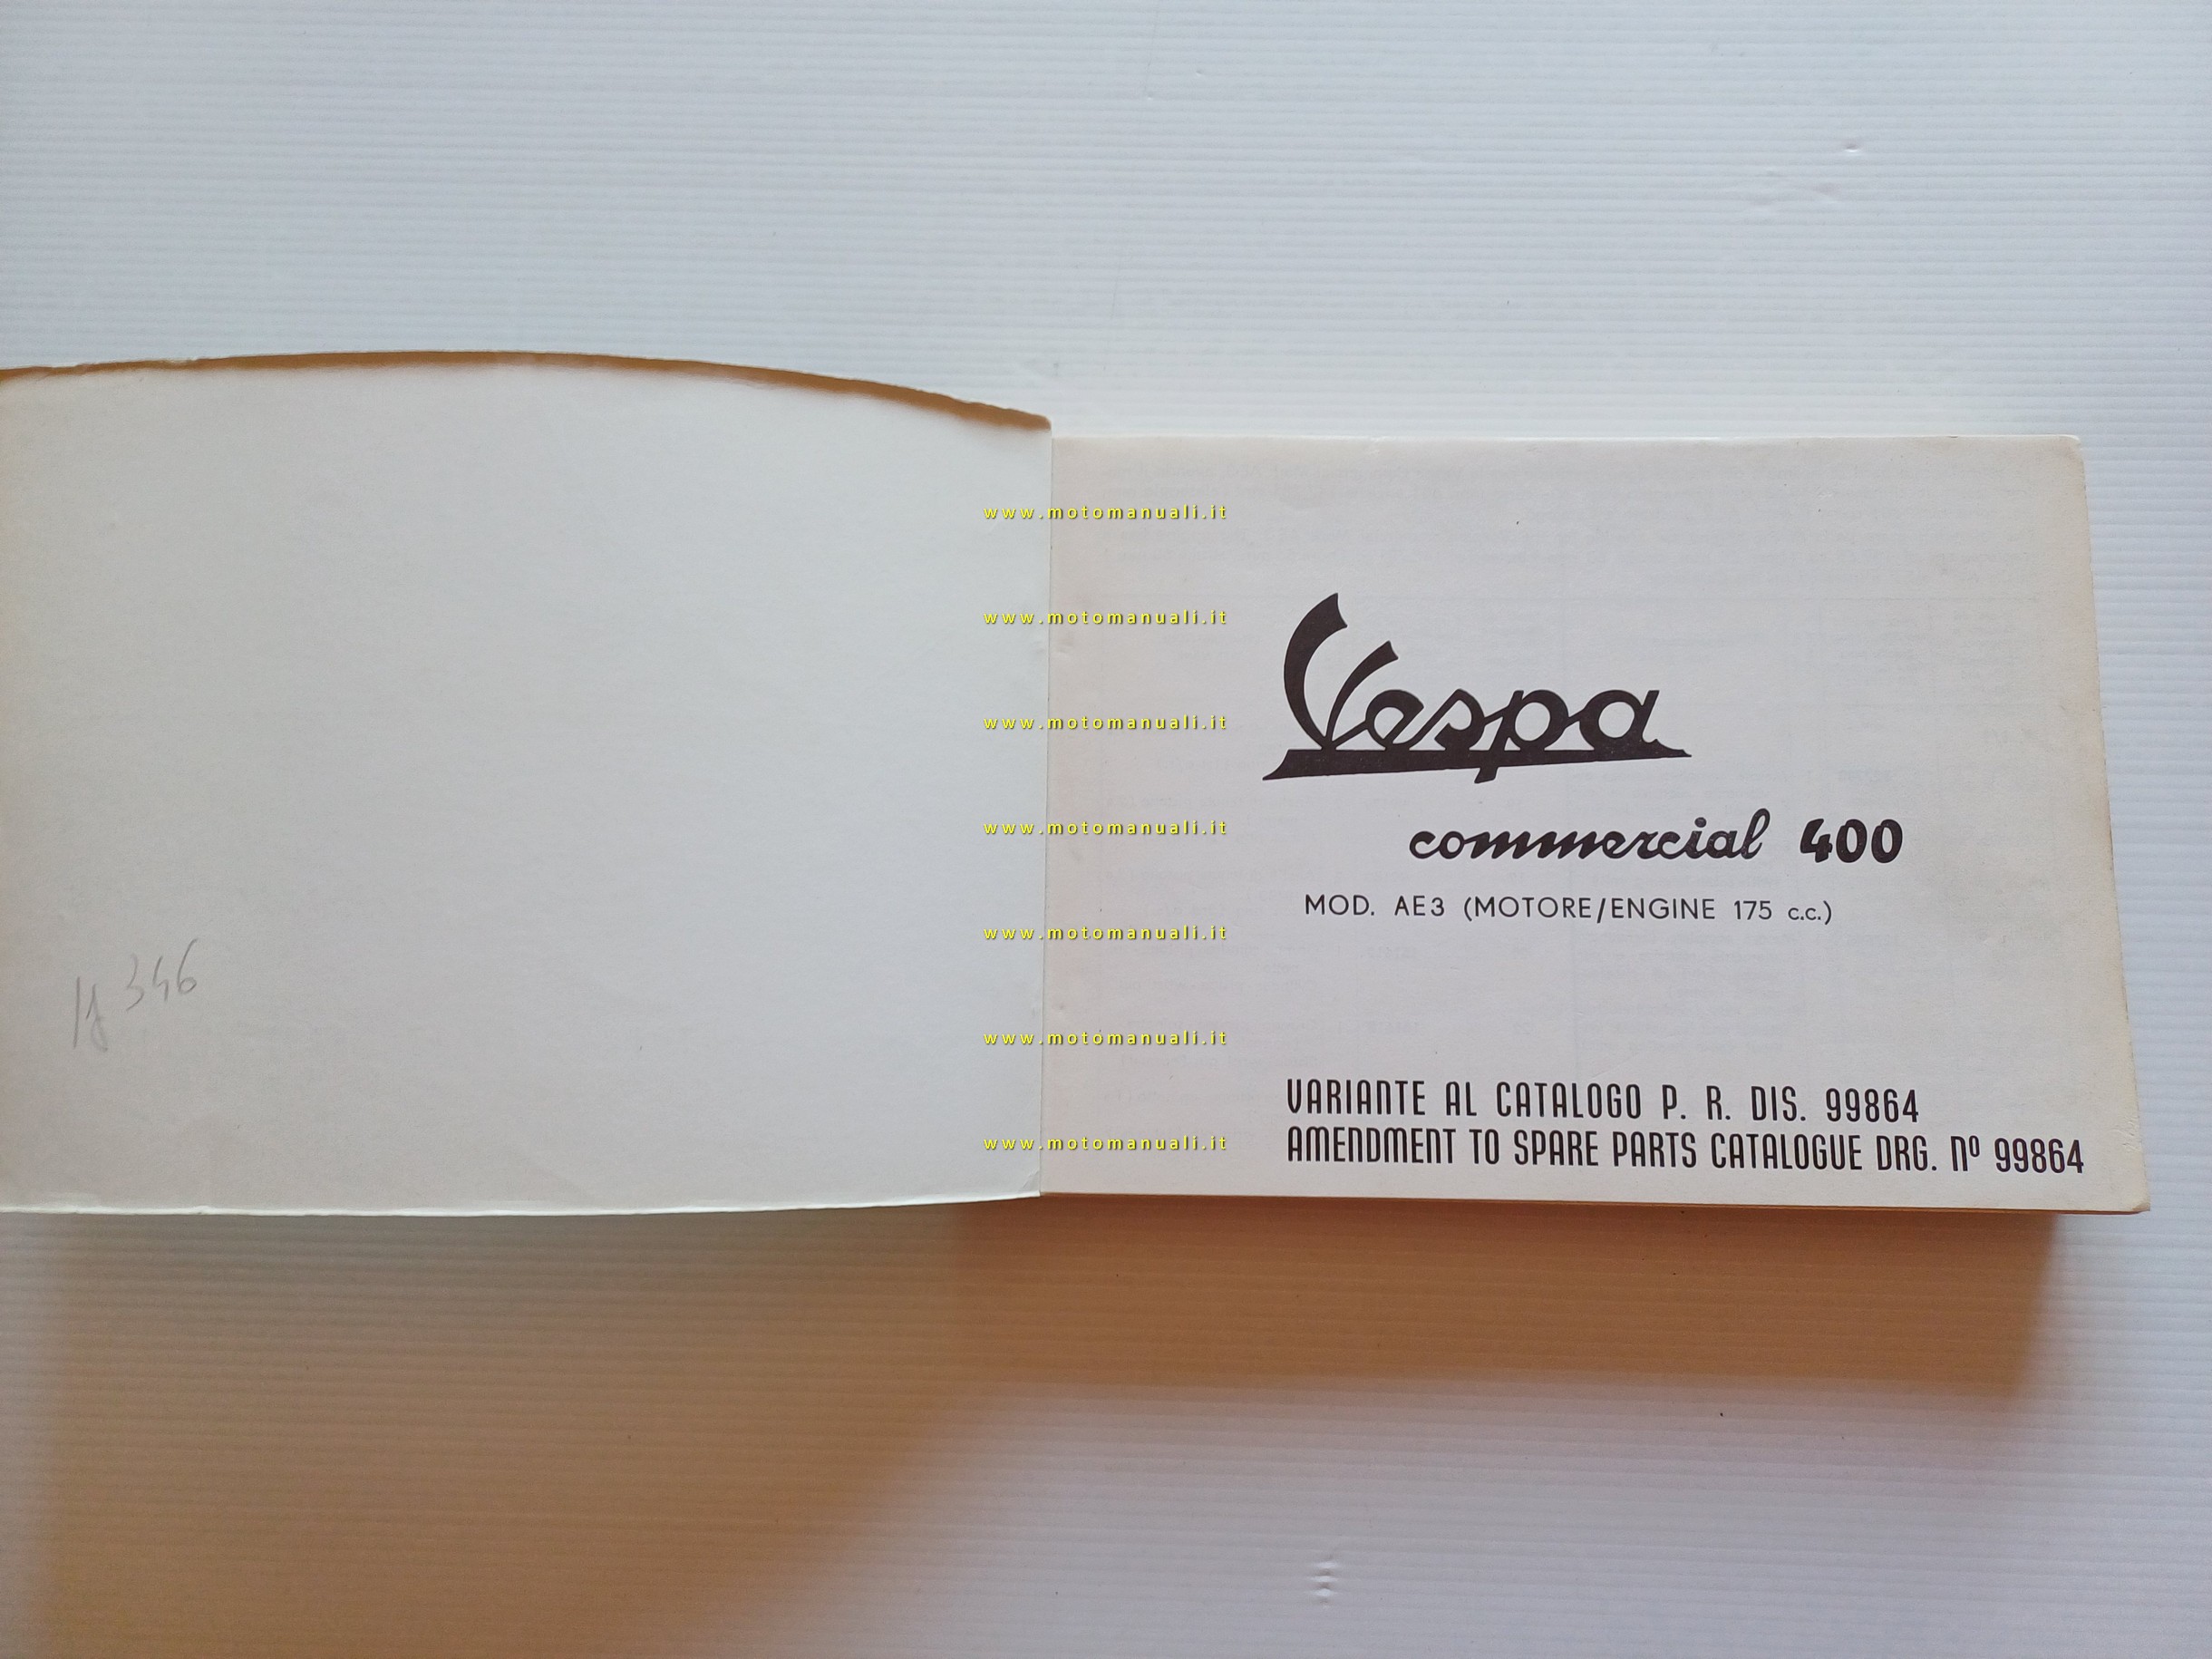 346
www.motomanuali.it
www.motomanuali.it
www.motomanuali.it
www.motomanuali.it
www.motomanuali.it
www.motomanuali.it
www.motomanuali.it
Vespa
commercial 400
MOD. AE3 (MOTORE/ENGINE 175 c.c.)
VARIANTE AL CATALOGO P. R. DIS. 99864
AMENDMENT TO SPARE PARTS CATALOGUE DRG. Nº 99864